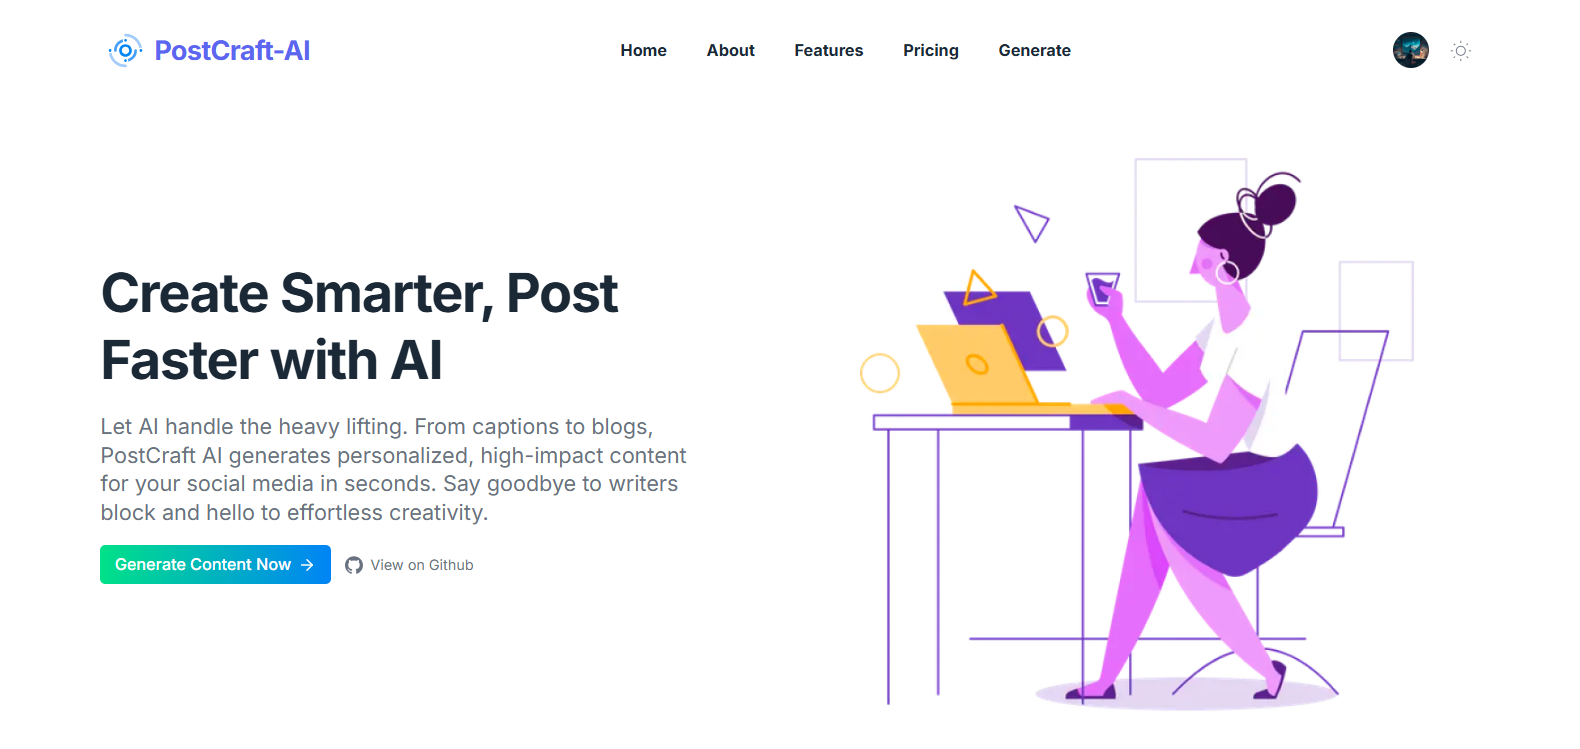 PostCraft-AI
Home About Features Pricing Generate
Create Smarter, Post
Faster with AI
Let AI handle the heavy lifting. From captions to blogs,
PostCraft AI generates personalized, high-impact content
for your social media in seconds. Say goodbye to writers
block and hello to effortless creativity.
Generate Content Now →
View on Github